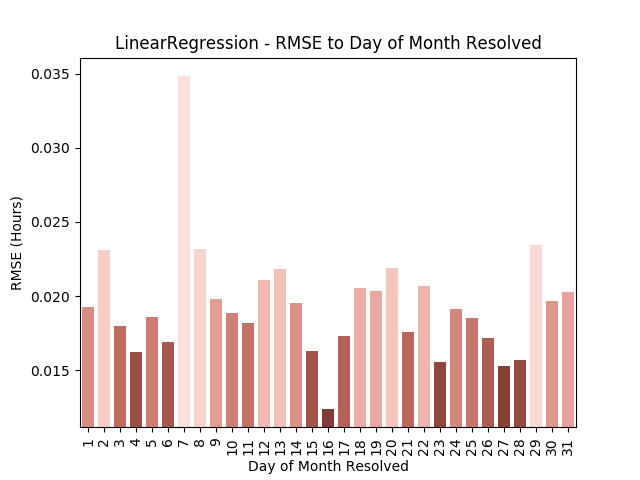 LinearRegression - RMSE to Day of Month Resolved
0.035
0.030
0.025
0.020
0.015
RMSE (Hours)
1 2 3 4 5 6 7 8 9 10 11 12 13 14 15 16 17 18 19 20 21 22 23 24 25 26 27 28 29 30 31
Day of Month Resolved